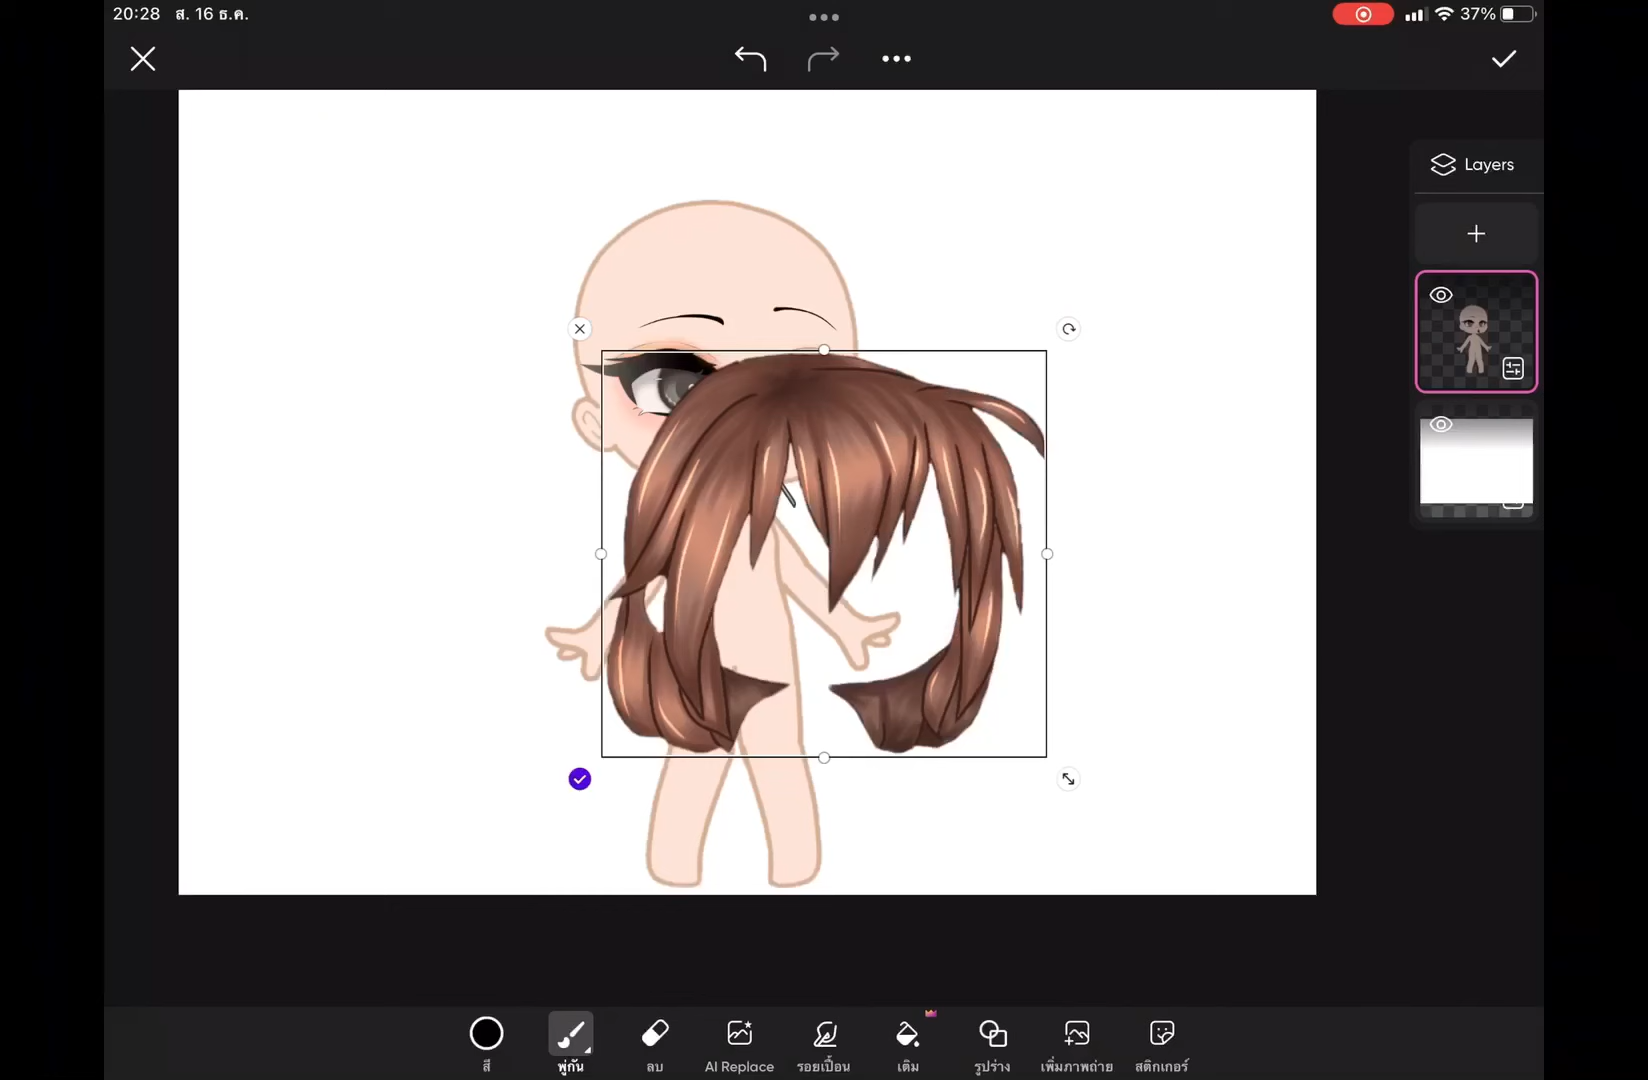 20:28 ส. 16 ธ.ค.
37%
Layers
สี
พู่กัน
ลบ
AI Replace
รอยเปื้อน
เติม
รูปร่าง
เพิ่มภาพถ่าย
สติกเกอร์